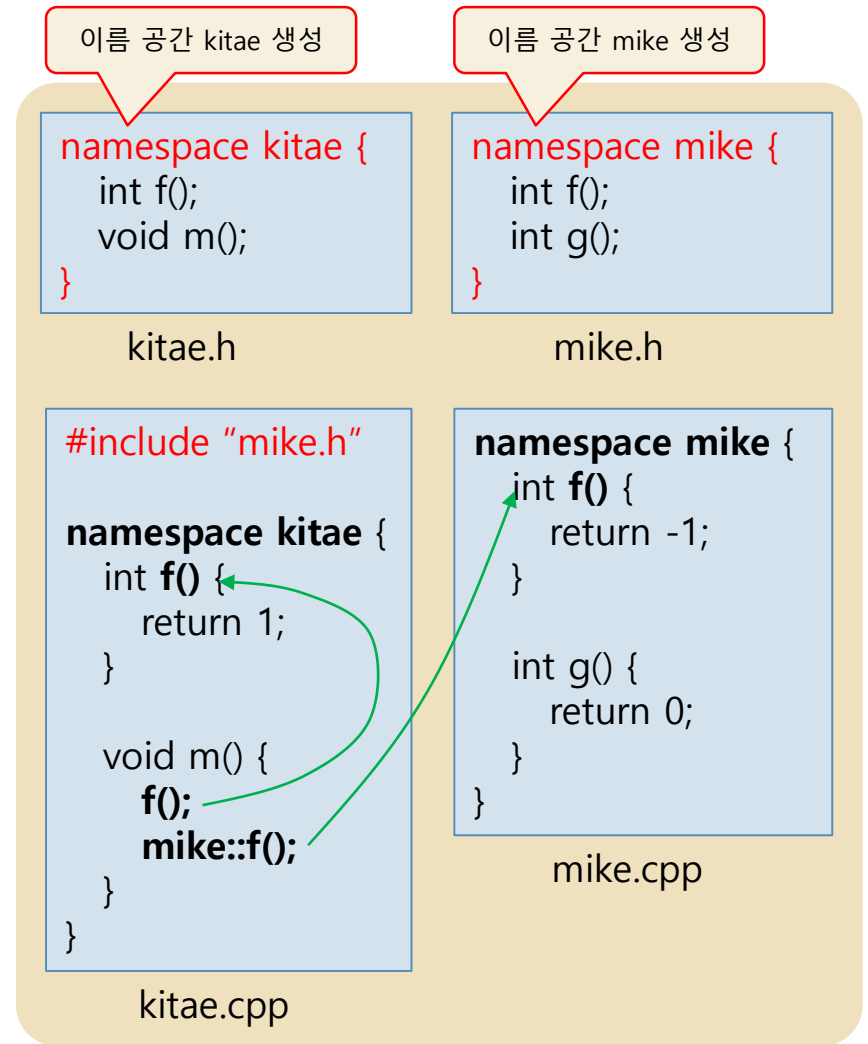 이름 공간 kitae 생성
이름 공간 mike 생성
namespace kitae {
int f();
void m();
}
kitae.h
namespace mike {
int f();
int g();
}
mike.h
#include “mike.h”
namespace kitae {
int f() {
return 1;
}
void m() {
f();
mike::f();
}
}
kitae.cpp
namespace mike {
int f() {
return -1;
}
int g() {
return 0;
}
}
mike.cpp